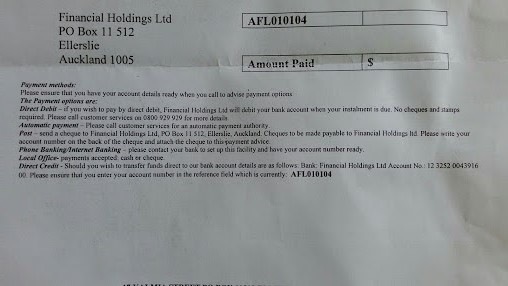 Financial Holdings Ltd
PO Box 11 512
Ellerslie
Auckland 1005
AFL010104
Amount Paid $
Payment methods:
Please ensure that you have your account details ready when you call to advise payment options
The Payment options are:
Direct Debit - if you wish to pay by direct debit, Financial Holdings Ltd will debit your bank account when your instalment is due. No cheques and stamps
required. Please call customer services on 0800 929 929 for more details
Automatic payment - Please call customer services for an automatic payment authority.
Post - send a cheque to Financial Holdings Ltd, PO Box 11 512, Ellerslie, Auckland. Cheques to be made payable to Financial Holdings ltd. Please write your
account number on the back of the cheque and attach the cheque to this payment advice
Phone Banking/Internet Banking - please contact your bank to set up this facility and have your account number ready.
Local Office- payments accepted: cash or cheque.
Direct Credit - Should you wish to transfer funds direct to our bank account details are as follows: Bank: Financial Holdings Ltd Account No.: 12 3252 0043916
00. Please ensure that you enter your account number in the reference field which is currently: AFL010104